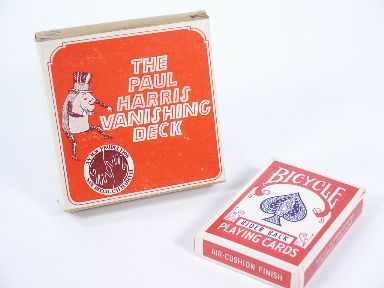 THE
PAUL
HARRIS
VANISHING
DECK
BICYCLE
RIDER BACK
PLAYING CARDS
AIR-CUSHION FINISH